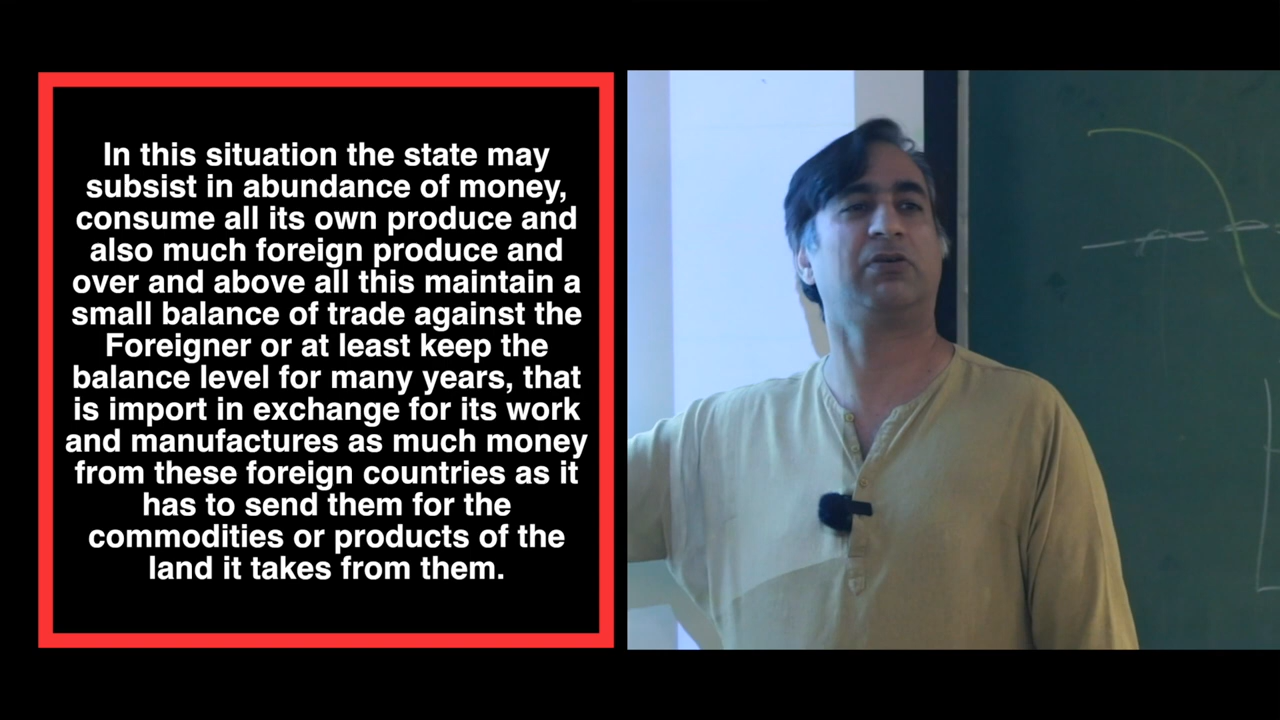 In this situation the state may
subsist in abundance of money,
consume all its own produce and
also much foreign produce and
over and above all this maintain a
small balance of trade against the
Foreigner or at least keep the
balance level for many years, that
is import in exchange for its work
and manufactures as much money
from these foreign countries as it
has to send them for the
commodities or products of the
land it takes from them.